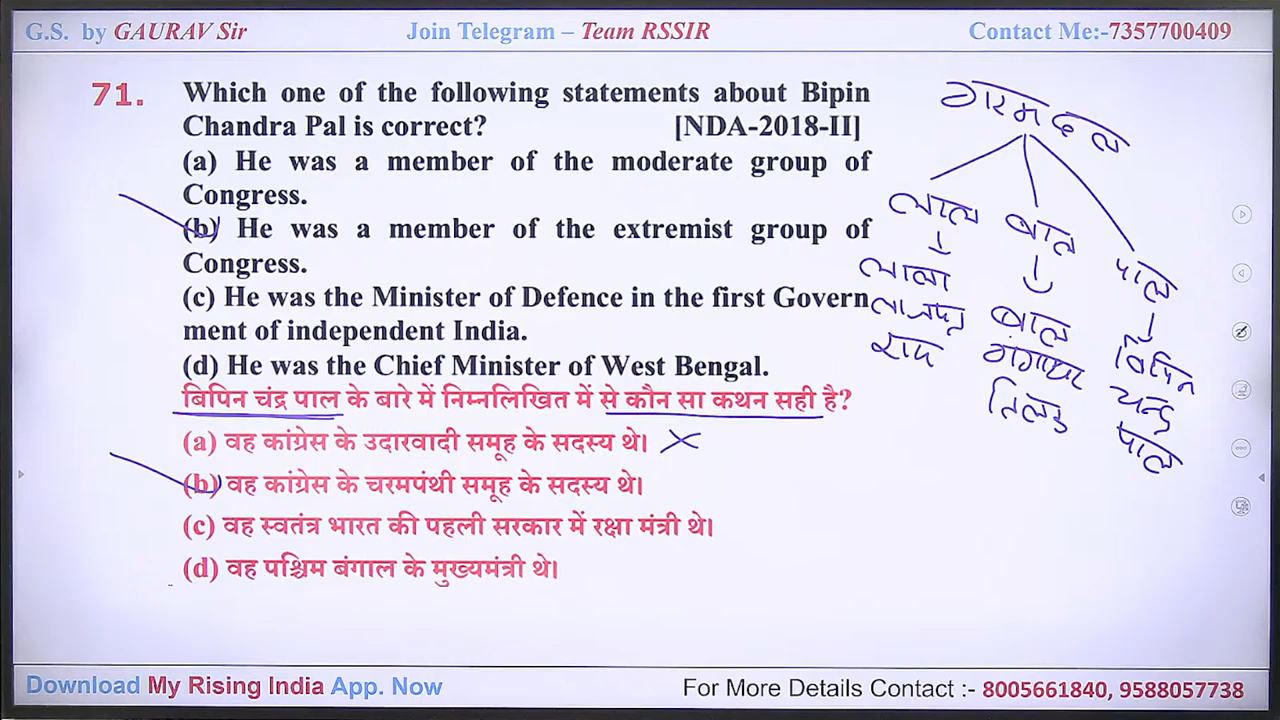 G.S. by GAURAV Sir
Join Telegram – Team RSSIR
Contact Me:-7357700409
71. Which one of the following statements about Bipin
Chandra Pal is correct? [NDA-2018-II]
(a) He was a member of the moderate group of
Congress.
(b) He was a member of the extremist group of
Congress.
(c) He was the Minister of Defence in the first Govern
ment of independent India.
(d) He was the Chief Minister of West Bengal.
बिपिन चंद्र पाल के बारे में निम्नलिखित में से कौन सा कथन सही है?
(a) वह कांग्रेस के उदारवादी समूह के सदस्य थे।
(b) वह कांग्रेस के चरमपंथी समूह के सदस्य थे।
(c) वह स्वतंत्र भारत की पहली सरकार में रक्षा मंत्री थे।
(d) वह पश्चिम बंगाल के मुख्यमंत्री थे।
गरम दल
लाल बाल पाल
लाला
लाजपत
राय
बाल
गंगाधर
तिलक
बिपिन
चन्द्र
पाल
Download My Rising India App. Now
For More Details Contact :- 8005661840, 9588057738